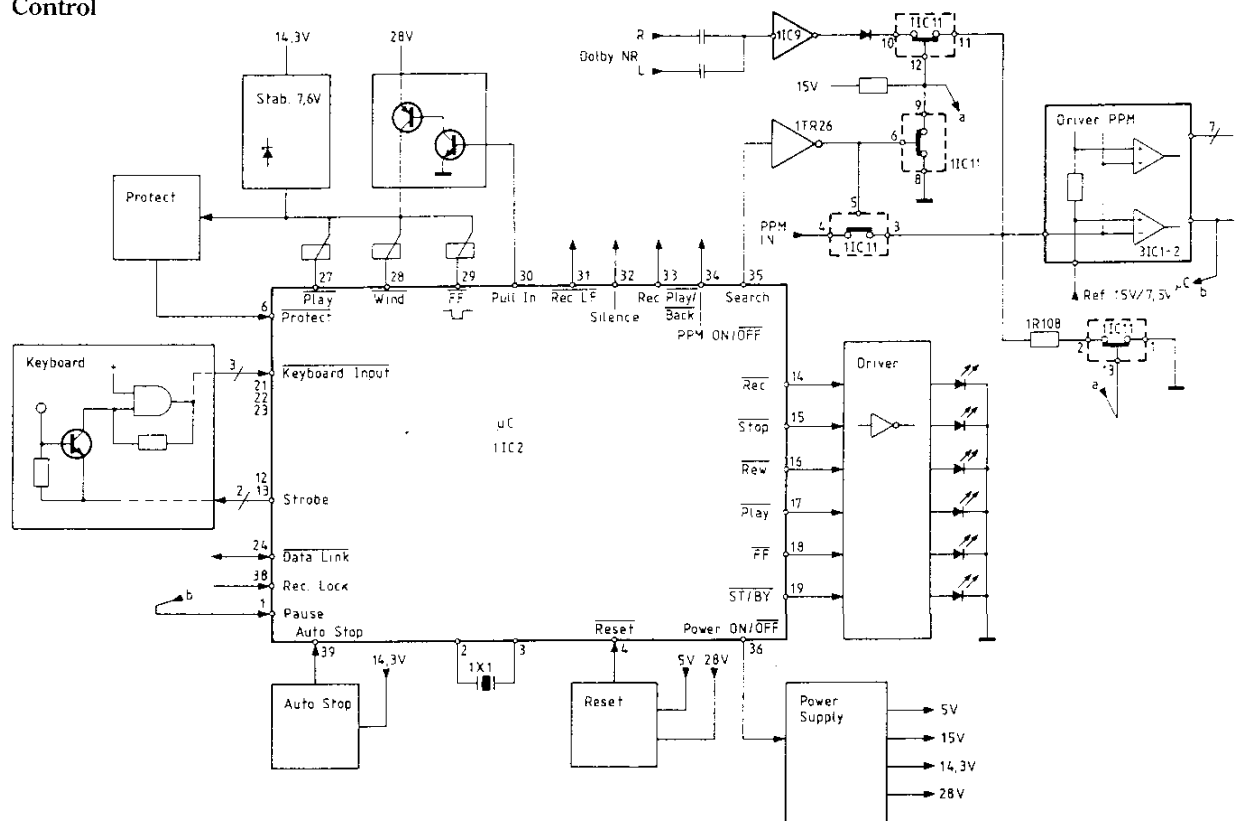 Control
14,3V
28V
Stab. 7,6V
Protect
R
Dolby NR
L
1IC9
10
1IC11
11
12
15V
a
9
1TR26
6
8
5
PPM
IN
4
3
1IC11
Driver PPM
7
3IC1-2
µC
b
Ref 15V/7,5V
1R108
2
1IC11
1
13
a
27
28
29
30
31
32
33
34
35
Play
Wind
FF
Pull In
Rec LF
Silence
Rec
Play/
Back
PPM ON/OFF
Search
6
Protect
Keyboard
3
Keyboard Input
21
22
23
µC
1IC2
12
13
2
Strobe
24
Data Link
38
Rec. Lock
b
1
Pause
Auto Stop
39
14,3V
Auto Stop
2
3
1X1
Reset
4
5V
28V
Reset
Power ON/OFF
36
Rec
14
Stop
15
Rew
16
Play
17
FF
18
ST/BY
19
Driver
Power
Supply
5V
15V
14,3V
28V